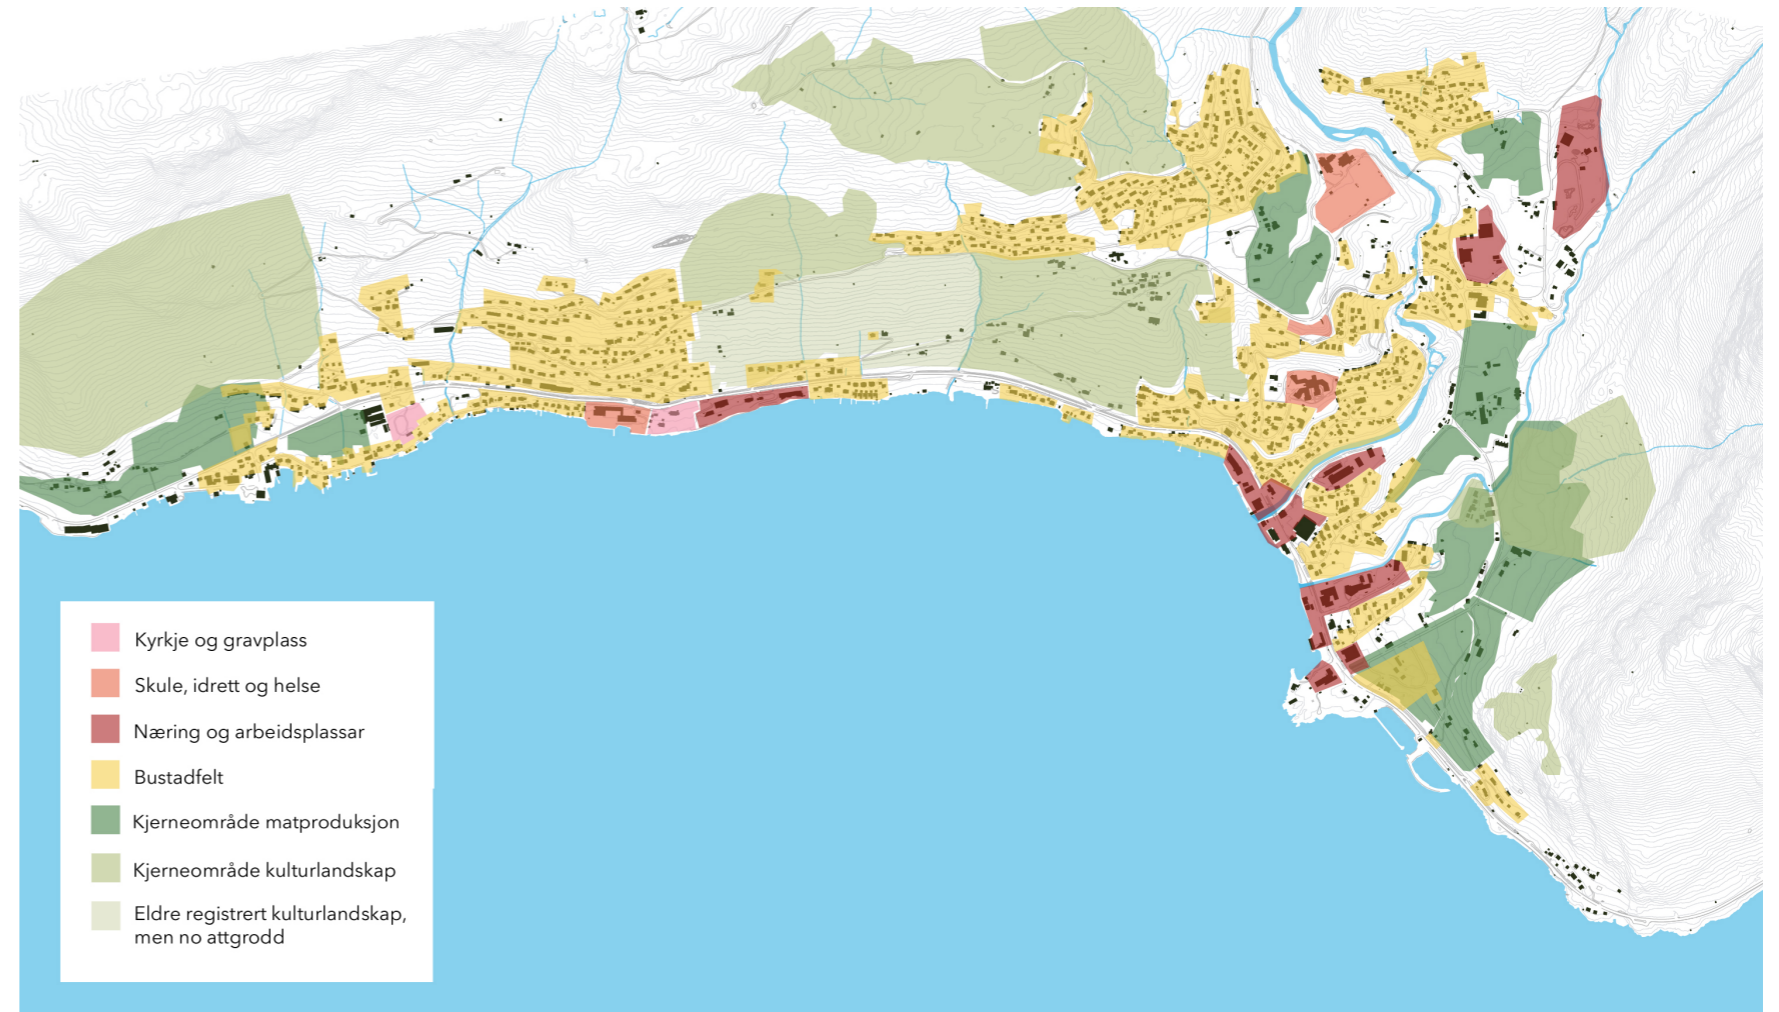 Kyrkje og gravplass
Skule, idrett og helse
Næring og arbeidsplassar
Bustadfelt
Kjerneområde matproduksjon
Kjerneområde kulturlandskap
Eldre registrert kulturlandskap,
men no attgrodd